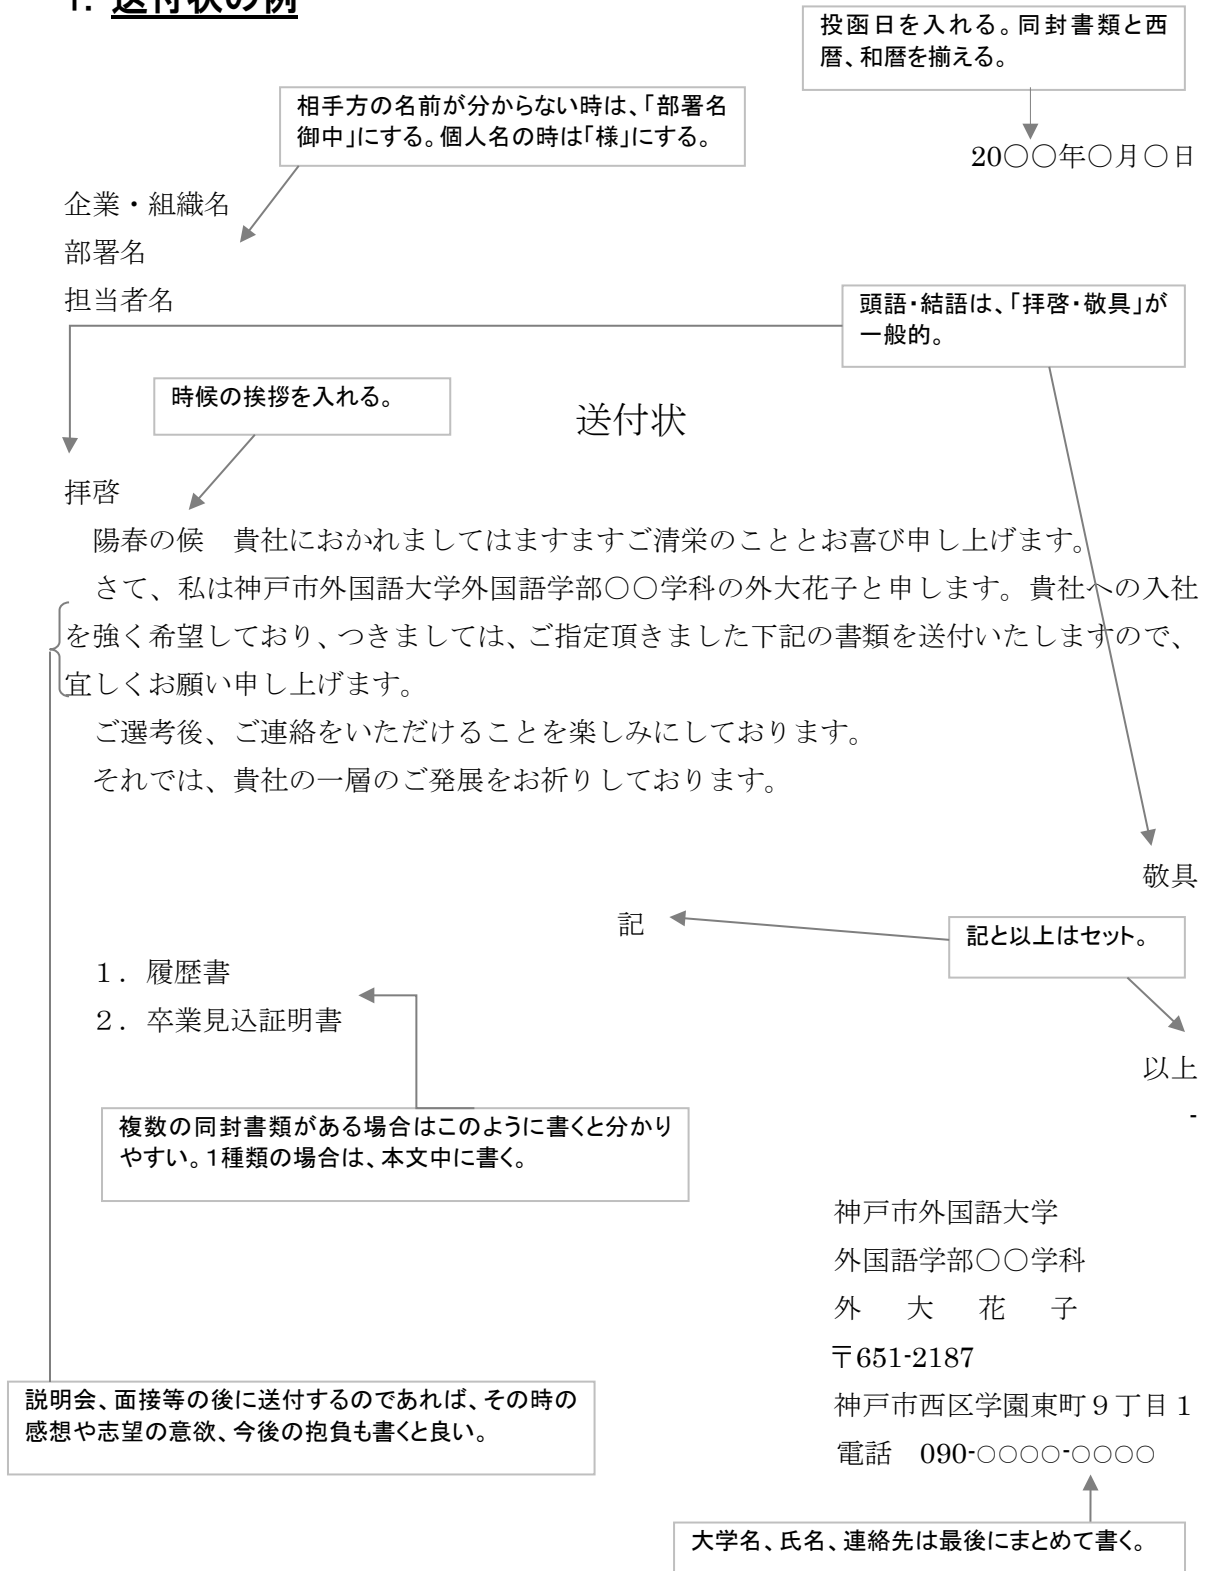 1. 送付状の例
投函日を入れる。同封書類と西
暦、和暦を揃える。
相手方の名前が分からない時は、「部署名
御中」にする。個人名の時は「様」にする。
20〇〇年〇月〇日
企業・組織名
部署名
担当者名
頭語・結語は、「拝啓・敬具」が
一般的。
時候の挨拶を入れる。
送付状
拝啓
陽春の候　貴社におかれましてはますますご清栄のこととお喜び申し上げます。
さて、私は神戸市外国語大学外国語学部〇〇学科の外大花子と申します。貴社への入社
を強く希望しており、つきましては、ご指定頂きました下記の書類を送付いたしますので、
宜しくお願い申し上げます。
ご選考後、ご連絡をいただけることを楽しみにしております。
それでは、貴社の一層のご発展をお祈りしております。
敬具
記
記と以上はセット。
１．履歴書
２．卒業見込証明書
以上
-
複数の同封書類がある場合はこのように書くと分かり
やすい。１種類の場合は、本文中に書く。
神戸市外国語大学
外国語学部〇〇学科
外　大　花　子
〒651-2187
神戸市西区学園東町９丁目１
電話　090-○○○○-○○○○
説明会、面接等の後に送付するのであれば、その時の
感想や志望の意欲、今後の抱負も書くと良い。
大学名、氏名、連絡先は最後にまとめて書く。